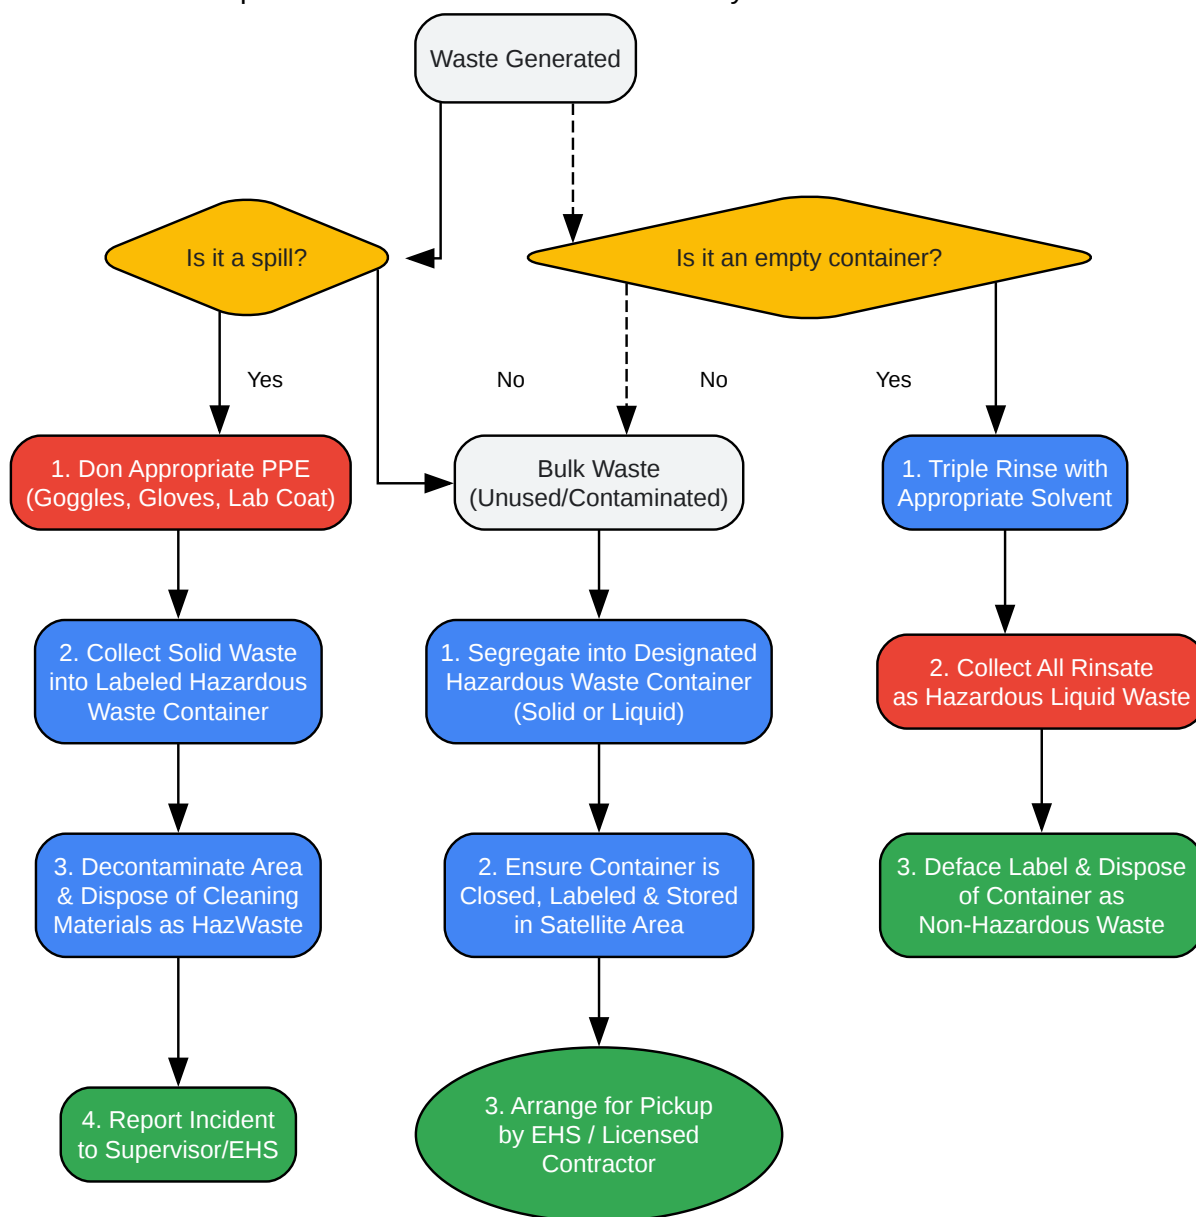 Waste Generated
Is it a spill?
Is it an empty container?
Yes
No
No
Yes
1. Don Appropriate PPE
(Goggles, Gloves, Lab Coat)
Bulk Waste
(Unused/Contaminated)
1. Triple Rinse with
Appropriate Solvent
2. Collect Solid Waste
into Labeled Hazardous
Waste Container
1. Segregate into Designated
Hazardous Waste Container
(Solid or Liquid)
2. Collect All Rinsate
as Hazardous Liquid Waste
3. Decontaminate Area
& Dispose of Cleaning
Materials as HazWaste
2. Ensure Container is
Closed, Labeled & Stored
in Satellite Area
3. Deface Label & Dispose
of Container as
Non-Hazardous Waste
4. Report Incident
to Supervisor/EHS
3. Arrange for Pickup
by EHS / Licensed
Contractor